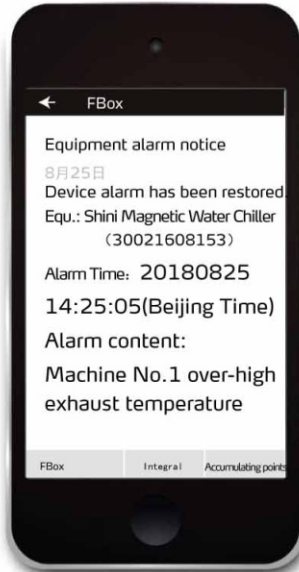 ← FBox
Equipment alarm notice
8月25日
Device alarm has been restored.
Equ.: Shini Magnetic Water Chiller
(30021608153)
Alarm Time: 20180825
14:25:05(Beijing Time)
Alarm content:
Machine No.1 over-high
exhaust temperature
FBox Integral Accumulating points